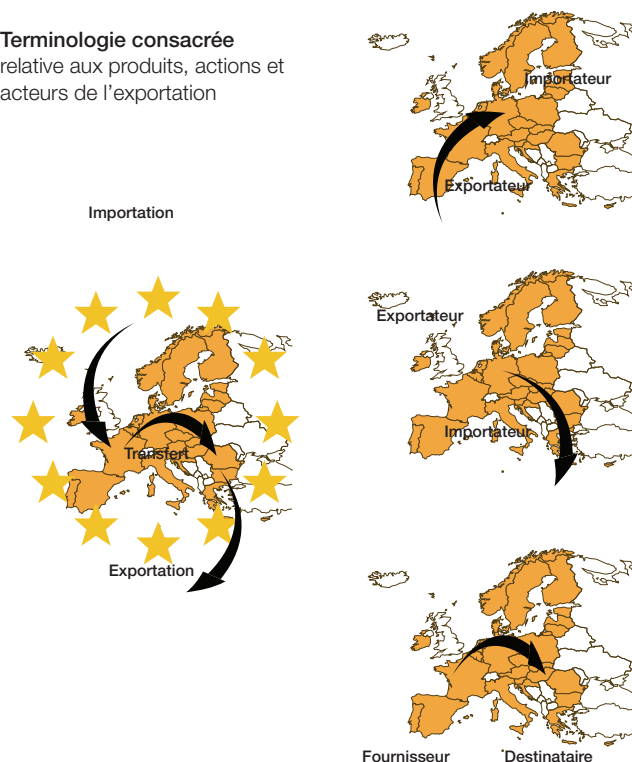 Terminologie consacrée
relative aux produits, actions et
acteurs de l’exportation
Importation
Transfert
Exportation
Importateur
Exportateur
Exportateur
Importateur
Fournisseur
Destinataire